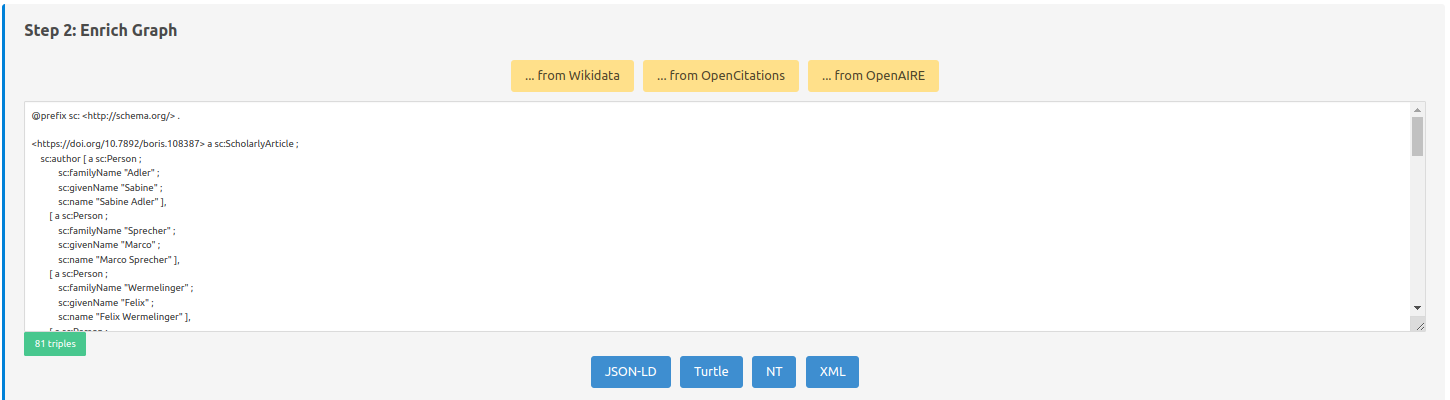 Step 2: Enrich Graph
... from Wikidata
... from OpenCitations
... from OpenAIRE
@prefix sc: <http://schema.org/> .
<https://doi.org/10.7892/boris.108387> a sc:ScholarlyArticle ;
sc:author [ a sc:Person ;
sc:familyName "Adler" ;
sc:givenName "Sabine" ;
sc:name "Sabine Adler" ],
[ a sc:Person ;
sc:familyName "Sprecher" ;
sc:givenName "Marco" ;
sc:name "Marco Sprecher" ],
[ a sc:Person ;
sc:familyName "Wermelinger" ;
sc:givenName "Felix" ;
sc:name "Felix Wermelinger" ],
[ a sc:Person ;
81 triples
JSON-LD
Turtle
NT
XML